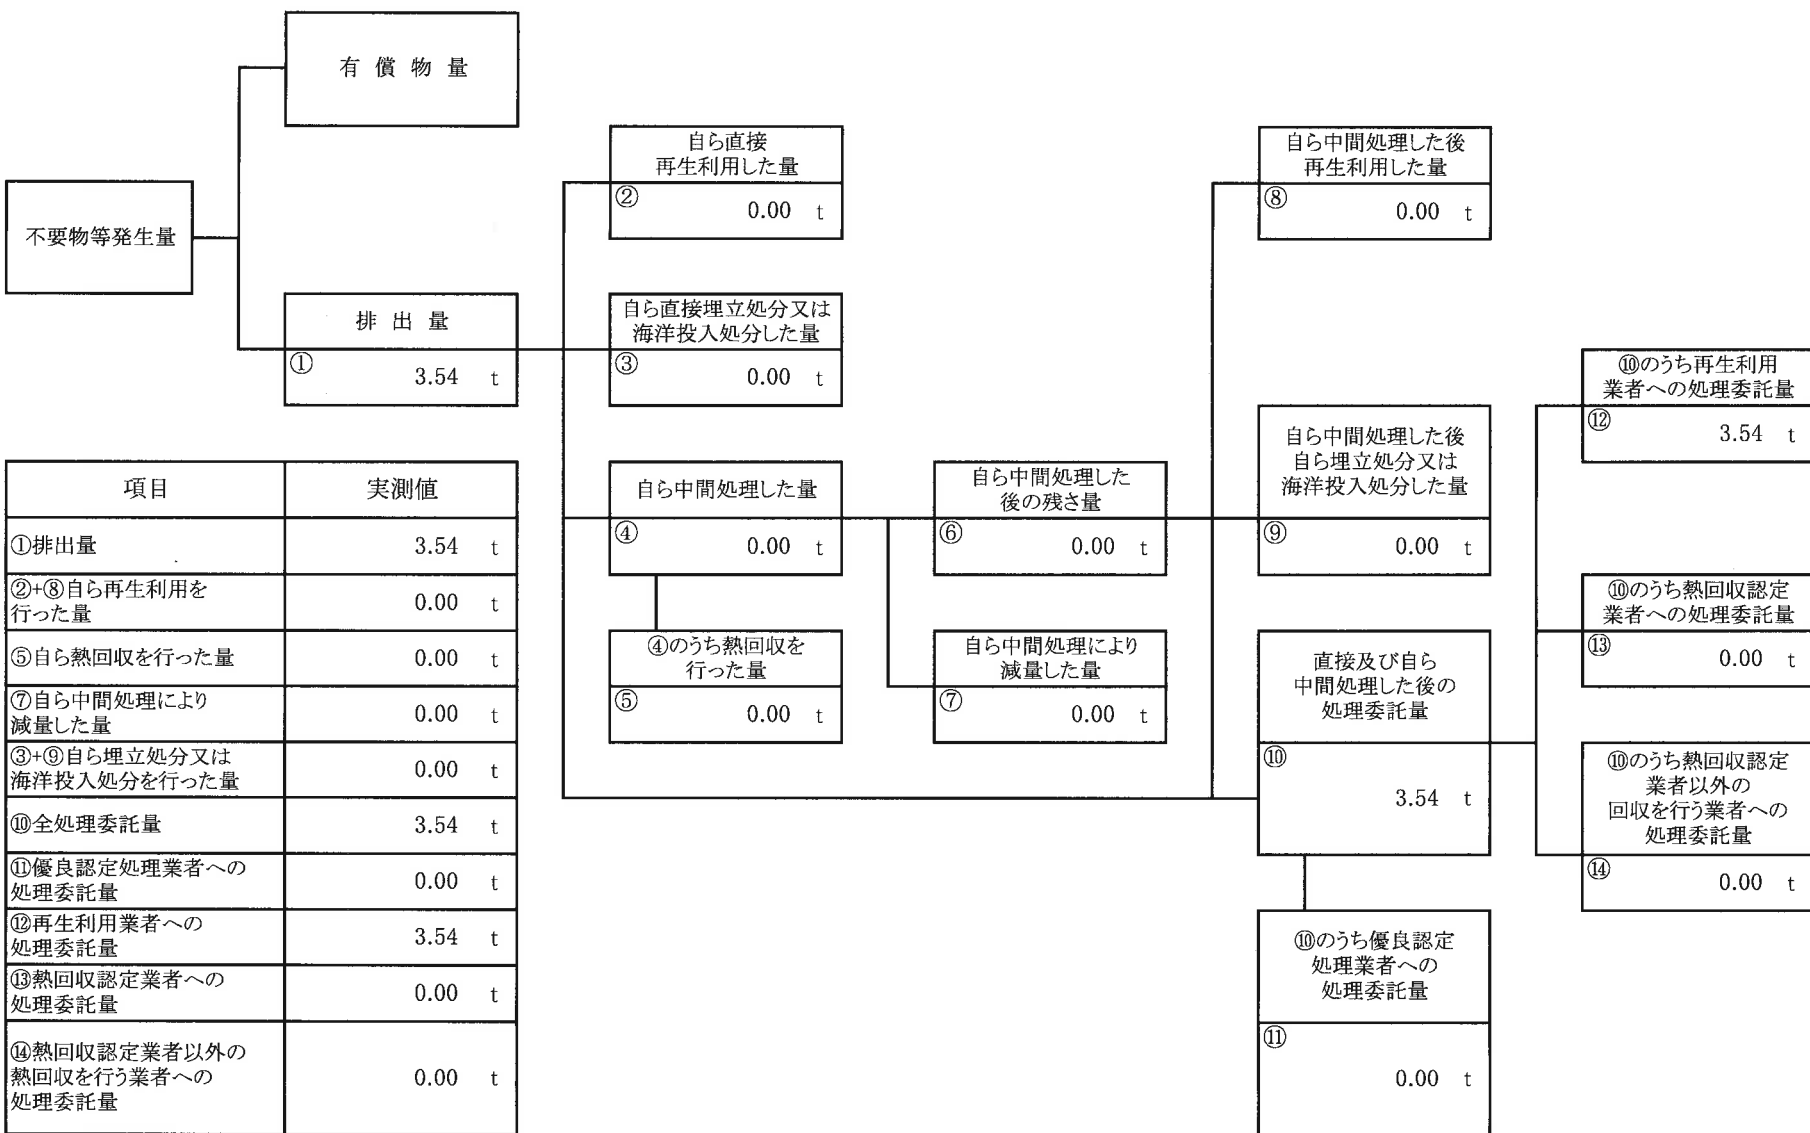 有償物量
不要物等発生量
排出量
① 3.54 t
自ら直接
再生利用した量
② 0.00 t
自ら直接埋立処分又は
海洋投入処分した量
③ 0.00 t
自ら中間処理した量
④ 0.00 t
④のうち熱回収を
行った量
⑤ 0.00 t
自ら中間処理した
後の残さ量
⑥ 0.00 t
自ら中間処理により
減量した量
⑦ 0.00 t
自ら中間処理した後
再生利用した量
⑧ 0.00 t
自ら中間処理した後
自ら埋立処分又は
海洋投入処分した量
⑨ 0.00 t
直接及び自ら
中間処理した後の
処理委託量
⑩ 3.54 t
⑩のうち優良認定
処理業者への
処理委託量
⑪ 0.00 t
⑩のうち再生利用
業者への処理委託量
⑫ 3.54 t
⑩のうち熱回収認定
業者への処理委託量
⑬ 0.00 t
⑩のうち熱回収認定
業者以外の
回収を行う業者への
処理委託量
⑭ 0.00 t
項目 実測値
①排出量 3.54 t
②+⑧自ら再生利用を
行った量 0.00 t
⑤自ら熱回収を行った量 0.00 t
⑦自ら中間処理により
減量した量 0.00 t
③+⑨自ら埋立処分又は
海洋投入処分を行った量 0.00 t
⑩全処理委託量 3.54 t
⑪優良認定処理業者への
処理委託量 0.00 t
⑫再生利用業者への
処理委託量 3.54 t
⑬熱回収認定業者への
処理委託量 0.00 t
⑭熱回収認定業者以外の
熱回収を行う業者への
処理委託量 0.00 t